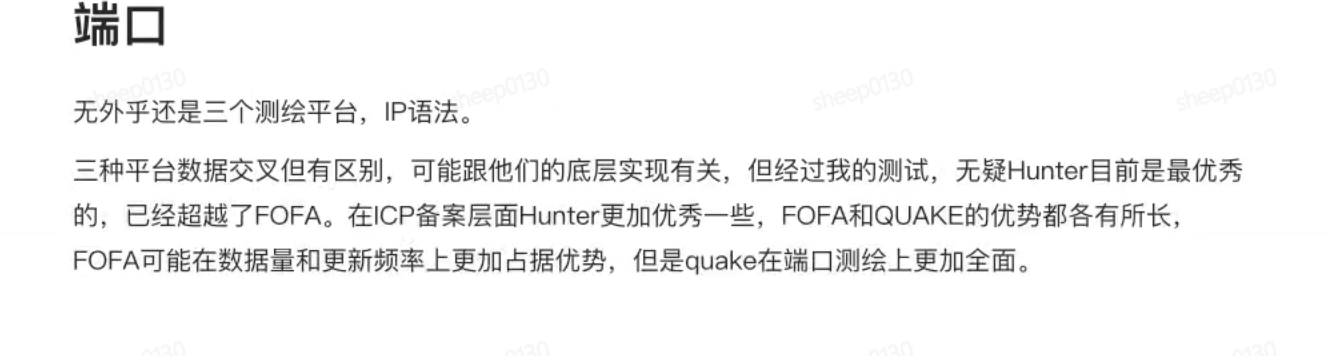 端口
sheep0130
sheep0130
sheep0130
sheep0130
无外乎还是三个测绘平台，IP语法。
三种平台数据交叉但有区别，可能跟他们的底层实现有关，但经过我的测试，无疑Hunter目前是最优秀
的，已经超越了FOFA。在ICP备案层面Hunter更加优秀一些，FOFA和QUAKE的优势都各有所长，
FOFA可能在数据量和更新频率上更加占据优势，但是quake在端口测绘上更加全面。